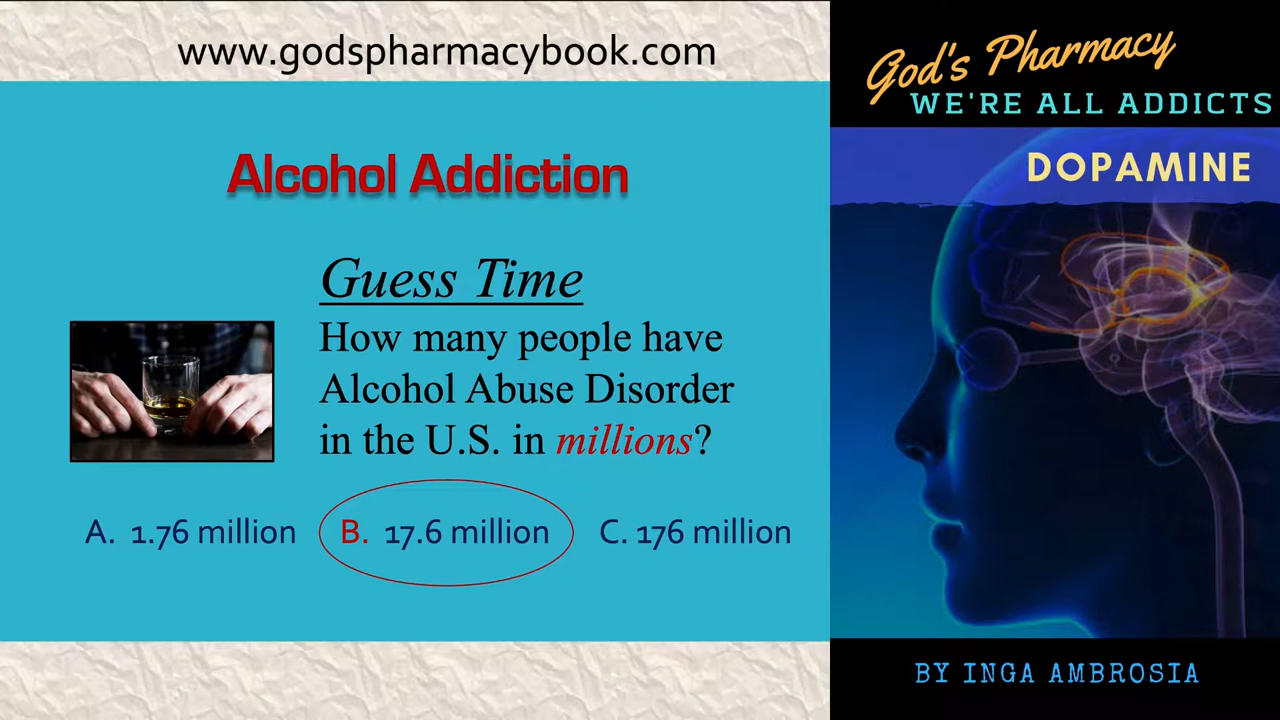 www.godspharmacybook.com
Alcohol Addiction
Guess Time
How many people have
Alcohol Abuse Disorder
in the U.S. in millions?
A. 1.76 million
B. 17.6 million
C. 176 million
God's Pharmacy
WE'RE ALL ADDICTS
DOPAMINE
BY INGA AMBROSIA